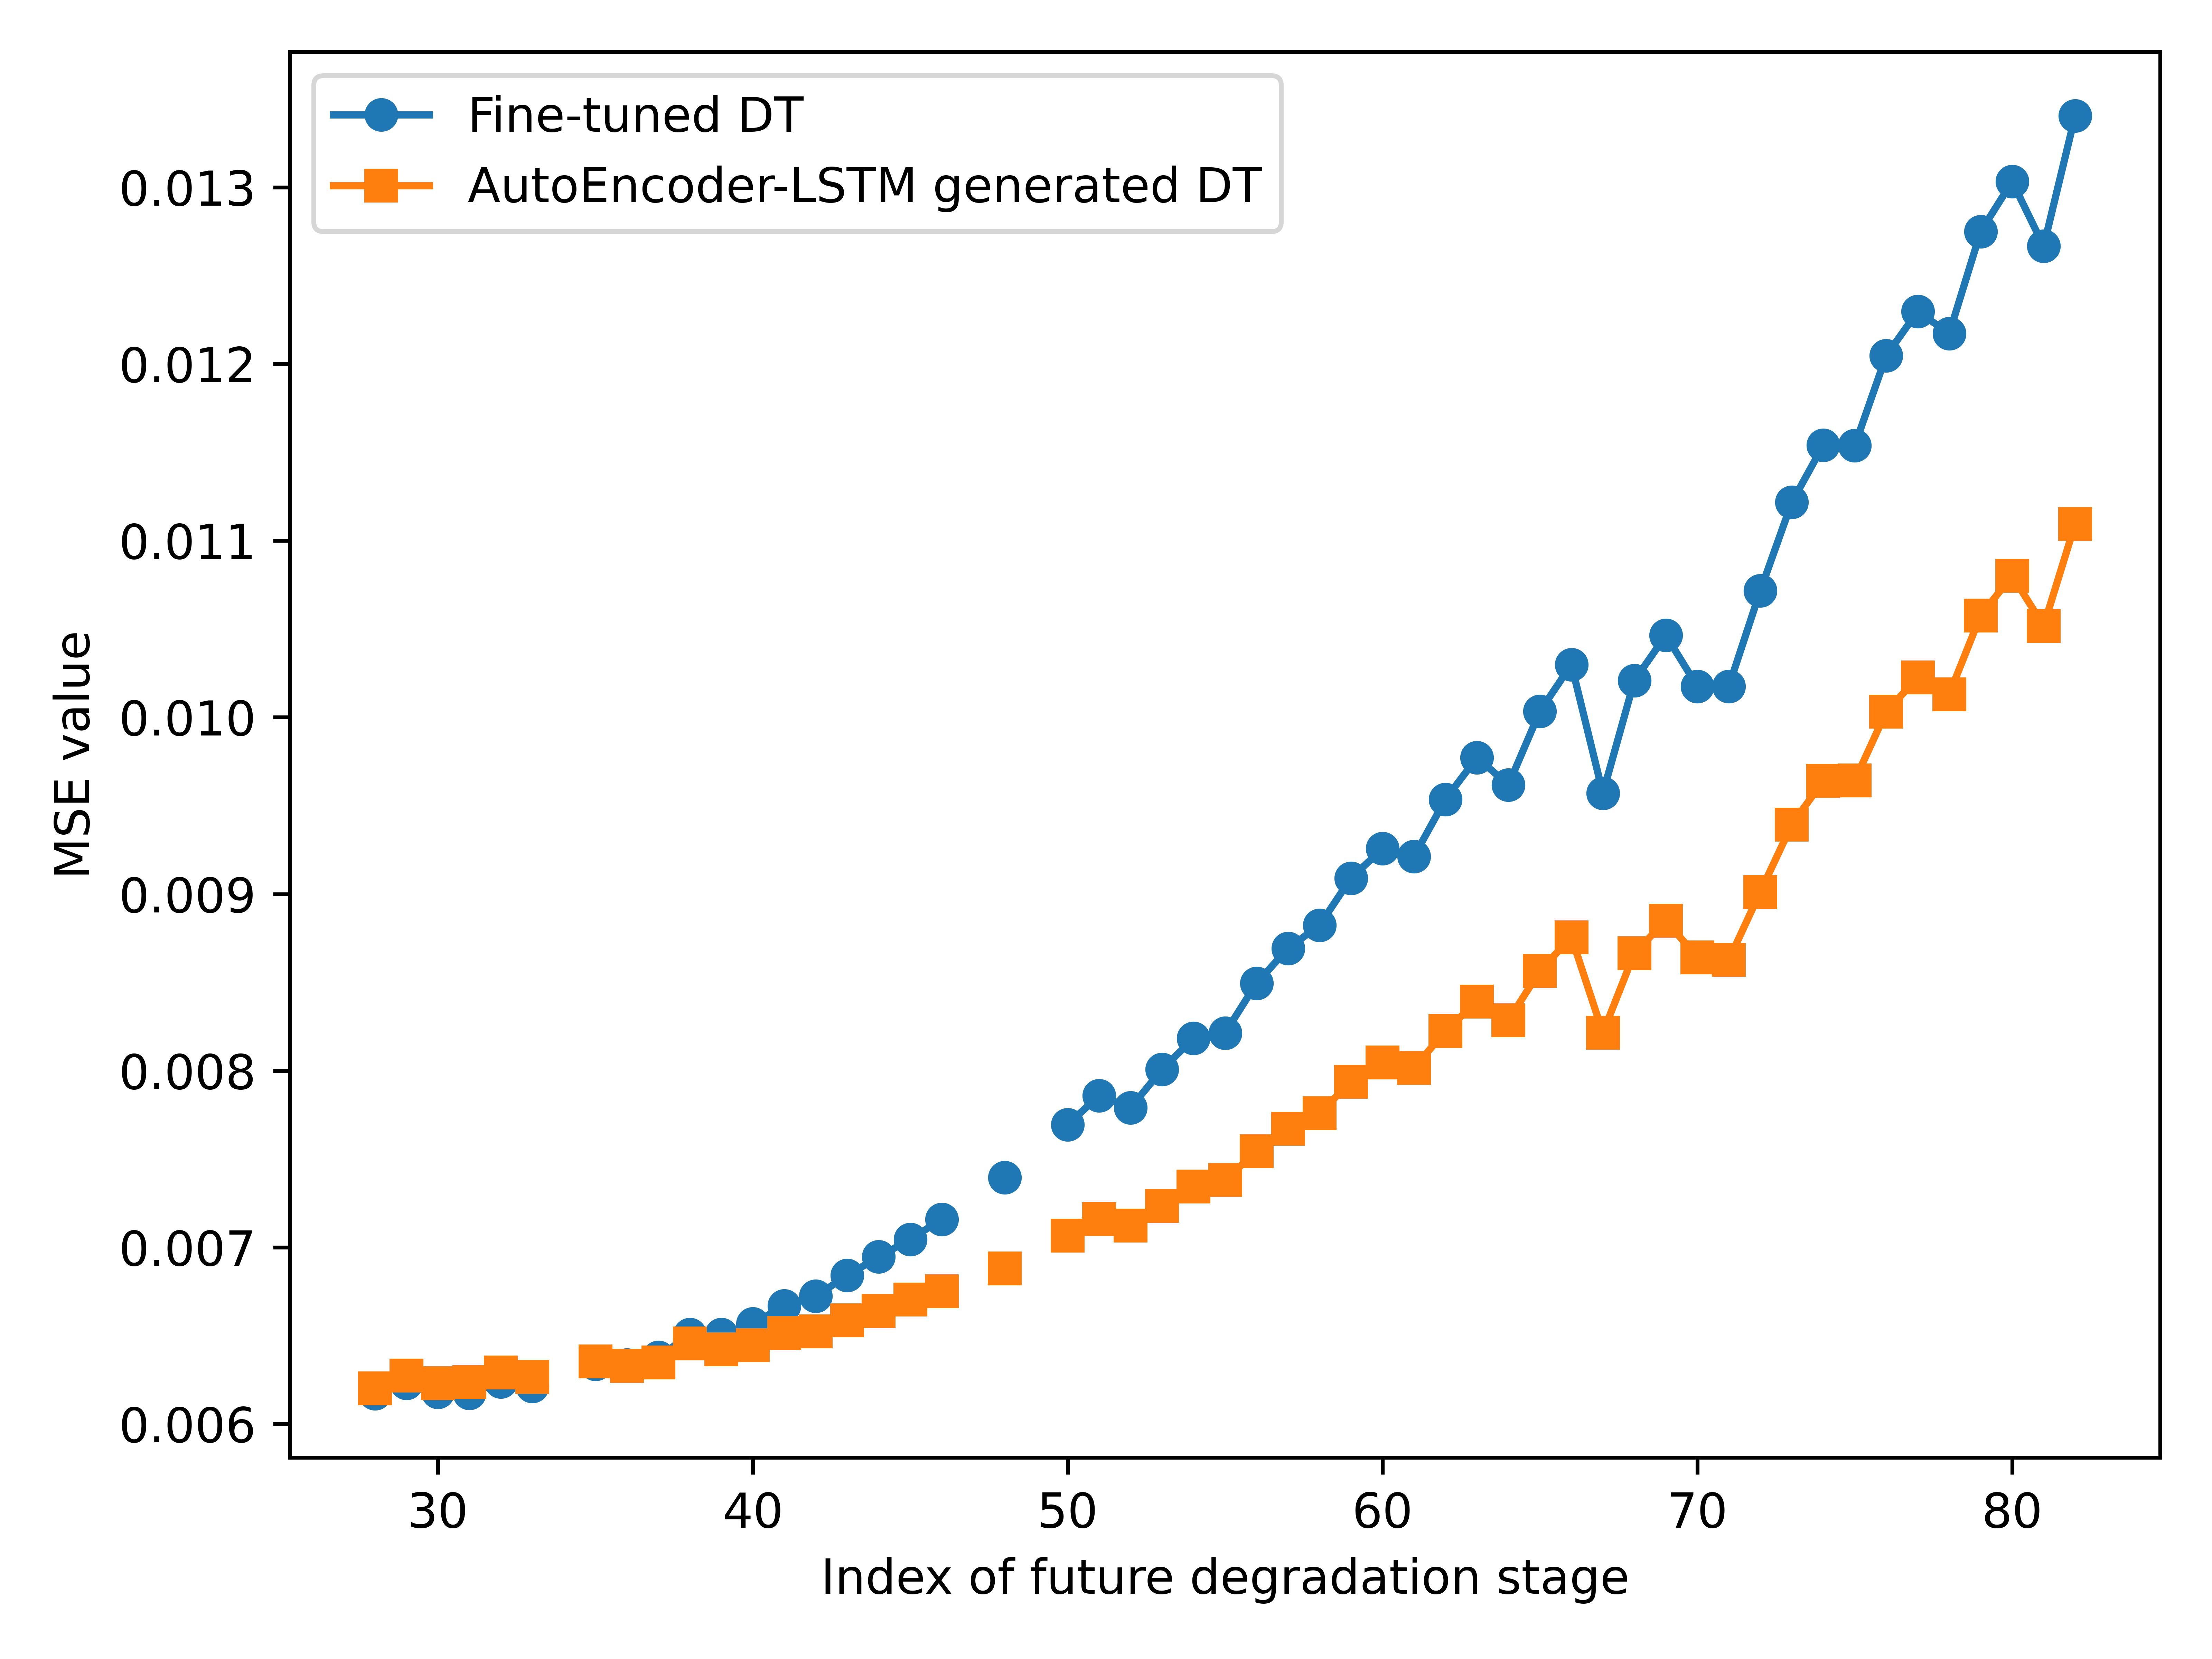 Fine-tuned DT
AutoEncoder-LSTM generated DT
0.013
0.012
0.011
0.010
0.009
0.008
0.007
0.006
MSE value
30 40 50 60 70 80
Index of future degradation stage